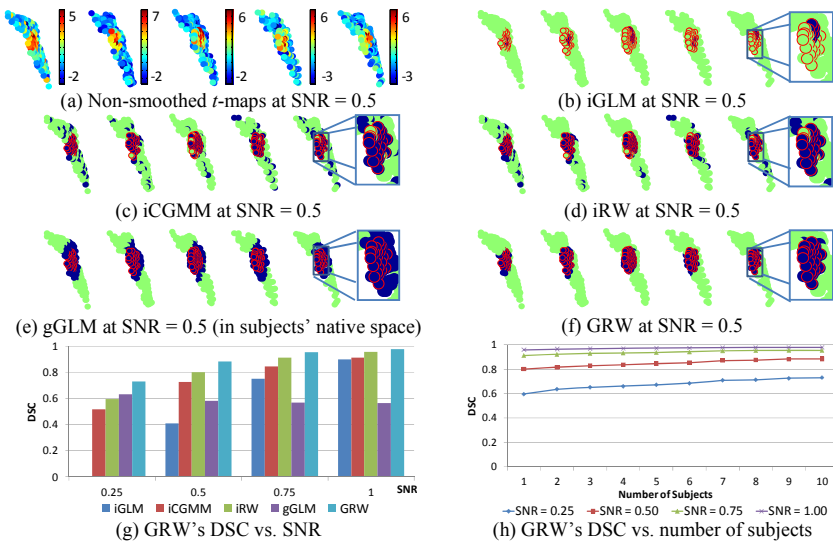 5
-2
7
-2
6
-2
6
-3
6
-3
(a) Non-smoothed t-maps at SNR = 0.5
(b) iGLM at SNR = 0.5
(c) iCGMM at SNR = 0.5
(d) iRW at SNR = 0.5
(e) gGLM at SNR = 0.5 (in subjects' native space)
(f) GRW at SNR = 0.5
1
0.8
0.6
0.4
0.2
0
DSC
0.25 0.5 0.75 1 SNR
iGLM iCGMM iRW gGLM GRW
(g) GRW's DSC vs. SNR
1
0.8
0.6
0.4
0.2
0
DSC
1 2 3 4 5 6 7 8 9 10
Number of Subjects
SNR = 0.25 SNR = 0.50 SNR = 0.75 SNR = 1.00
(h) GRW's DSC vs. number of subjects